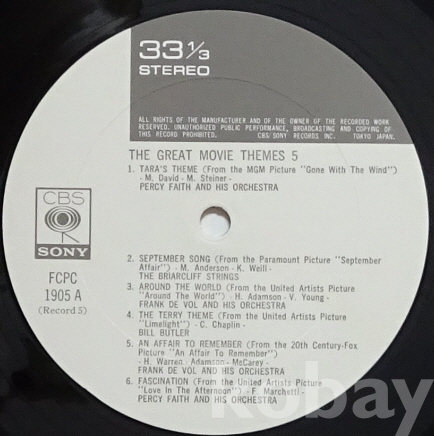 33 1/3
STEREO
ALL RIGHTS OF THE MANUFACTURER AND OF THE OWNER OF THE RECORDED WORK
RESERVED. UNAUTHORIZED PUBLIC PERFORMANCE, BROADCASTING AND COPYING OF
THIS RECORD PROHIBITED. CBS/SONY RECORDS INC. TOKYO JAPAN.
THE GREAT MOVIE THEMES 5
1. TARA'S THEME (From the MGM Picture "Gone With The Wind")
- M. David - M. Steiner -
PERCY FAITH AND HIS ORCHESTRA
CBS
SONY
FCPC
1905 A
(Record 5)
2. SEPTEMBER SONG (From the Paramount Picture "September
Affair") - M. Anderson - K. Weill -
THE BRIARCLIFF STRINGS
3. AROUND THE WORLD (From the United Artists Picture
"Around The World") - H. Adamson - V. Young -
FRANK DE VOL AND HIS ORCHESTRA
4. THE TERRY THEME (From the United Artists Picture
"Limelight") - C. Chaplin -
BILL BUTLER
5. AN AFFAIR TO REMEMBER (From the 20th Century-Fox
Picture "An Affair To Remember")
- H. Warren - Adamson - McCarey -
FRANK DE VOL AND HIS ORCHESTRA
6. FASCINATION (From the United Artists Picture
"Love In The Afternoon") - F. Marchetti -
PERCY FAITH AND HIS ORCHESTRA
kobay